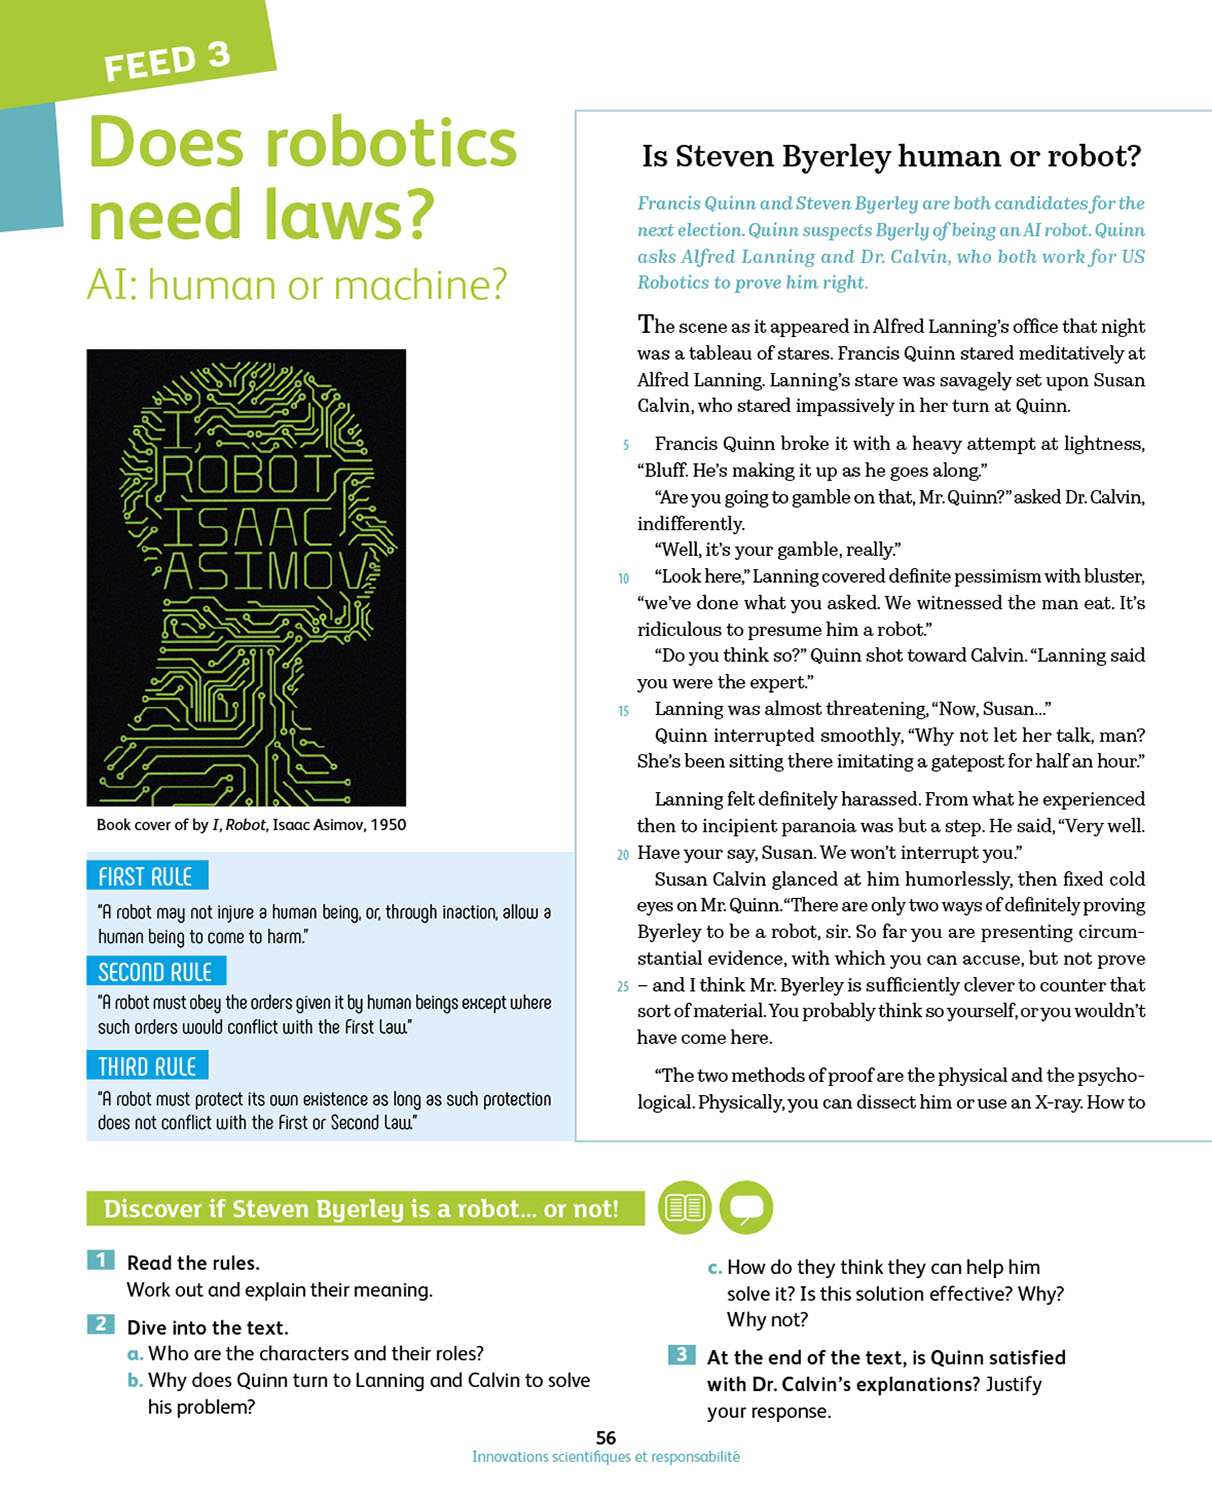 FEED 3
Does robotics
need laws?
AI: human or machine?
I,
ROBOT
ISAAC
ASIMOV
Book cover of by I, Robot, Isaac Asimov, 1950
FIRST RULE
"A robot may not injure a human being, or, through inaction, allow a
human being to come to harm."
SECOND RULE
"A robot must obey the orders given it by human beings except where
such orders would conflict with the First Law."
THIRD RULE
"A robot must protect its own existence as long as such protection
does not conflict with the First or Second Law."
Is Steven Byerley human or robot?
Francis Quinn and Steven Byerley are both candidates for the
next election. Quinn suspects Byerly of being an AI robot. Quinn
asks Alfred Lanning and Dr. Calvin, who both work for US
Robotics to prove him right.
The scene as it appeared in Alfred Lanning's office that night
was a tableau of stares. Francis Quinn stared meditatively at
Alfred Lanning. Lanning's stare was savagely set upon Susan
Calvin, who stared impassively in her turn at Quinn.
5 Francis Quinn broke it with a heavy attempt at lightness,
“Bluff. He's making it up as he goes along.”
“Are you going to gamble on that, Mr. Quinn?” asked Dr. Calvin,
indifferently.
“Well, it's your gamble, really.”
10 “Look here,” Lanning covered definite pessimism with bluster,
“we've done what you asked. We witnessed the man eat. It's
ridiculous to presume him a robot.”
“Do you think so?” Quinn shot toward Calvin. “Lanning said
you were the expert.”
15 Lanning was almost threatening, “Now, Susan...”
Quinn interrupted smoothly, “Why not let her talk, man?
She's been sitting there imitating a gatepost for half an hour.”
Lanning felt definitely harassed. From what he experienced
then to incipient paranoia was but a step. He said, “Very well.
20 Have your say, Susan. We won't interrupt you.”
Susan Calvin glanced at him humorlessly, then fixed cold
eyes on Mr. Quinn. “There are only two ways of definitely proving
Byerley to be a robot, sir. So far you are presenting circum-
stantial evidence, with which you can accuse, but not prove
25 – and I think Mr. Byerley is sufficiently clever to counter that
sort of material. You probably think so yourself, or you wouldn't
have come here.
“The two methods of proof are the physical and the psycho-
logical. Physically, you can dissect him or use an X-ray. How to
Discover if Steven Byerley is a robot... or not!
1 Read the rules.
Work out and explain their meaning.
2 Dive into the text.
a. Who are the characters and their roles?
b. Why does Quinn turn to Lanning and Calvin to solve
his problem?
c. How do they think they can help him
solve it? Is this solution effective? Why?
Why not?
3 At the end of the text, is Quinn satisfied
with Dr. Calvin's explanations? Justify
your response.
56
Innovations scientifiques et responsabilité